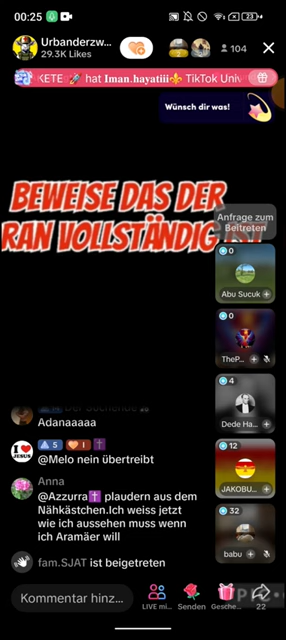 00:25
23
Urbanderzw...
29.3K Likes
104
KETE🚀 hat Iman.hayatiii⚜️ TikTok Univ
Wünsch dir was!
BEWEISE DAS DER
RAN VOLLSTÄNDIG
Anfrage zum
Beitreten
0
Abu Sucuk +
0
TheP... +
4
Dede Ha...
12
JAKOBU...
32
babu +
Adanaaaaa
5 1 JESUS
@Melo nein übertreibt
Anna
@Azzurra✝️ plaudern aus dem
Nähkästchen.Ich weiss jetzt
wie ich aussehen muss wenn
ich Aramäer will
fam.SJAT ist beigetreten
Kommentar hinz...
LIVE mi...
Senden
Gesche...
22